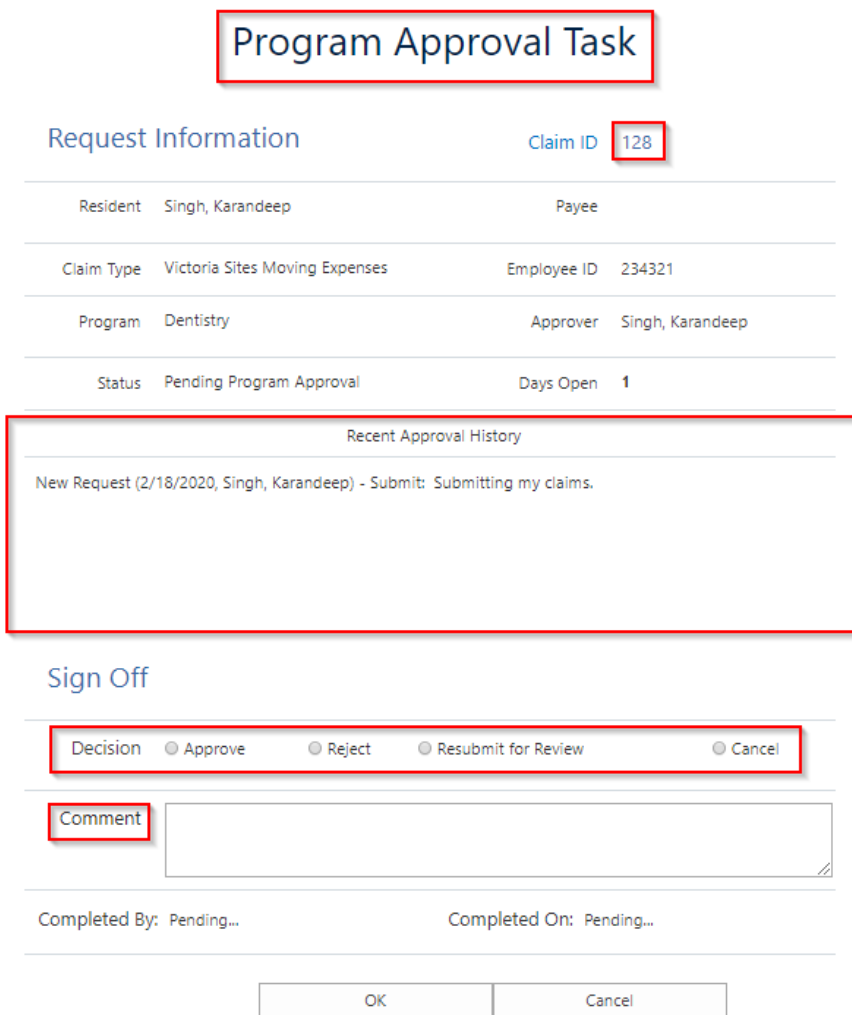 Program Approval Task
Request Information Claim ID 128
Resident Singh, Karandeep Payee
Claim Type Victoria Sites Moving Expenses Employee ID 234321
Program Dentistry Approver Singh, Karandeep
Status Pending Program Approval Days Open 1
Recent Approval History
New Request (2/18/2020, Singh, Karandeep) - Submit: Submitting my claims.
Sign Off
Decision Approve Reject Resubmit for Review Cancel
Comment
Completed By: Pending... Completed On: Pending...
OK Cancel